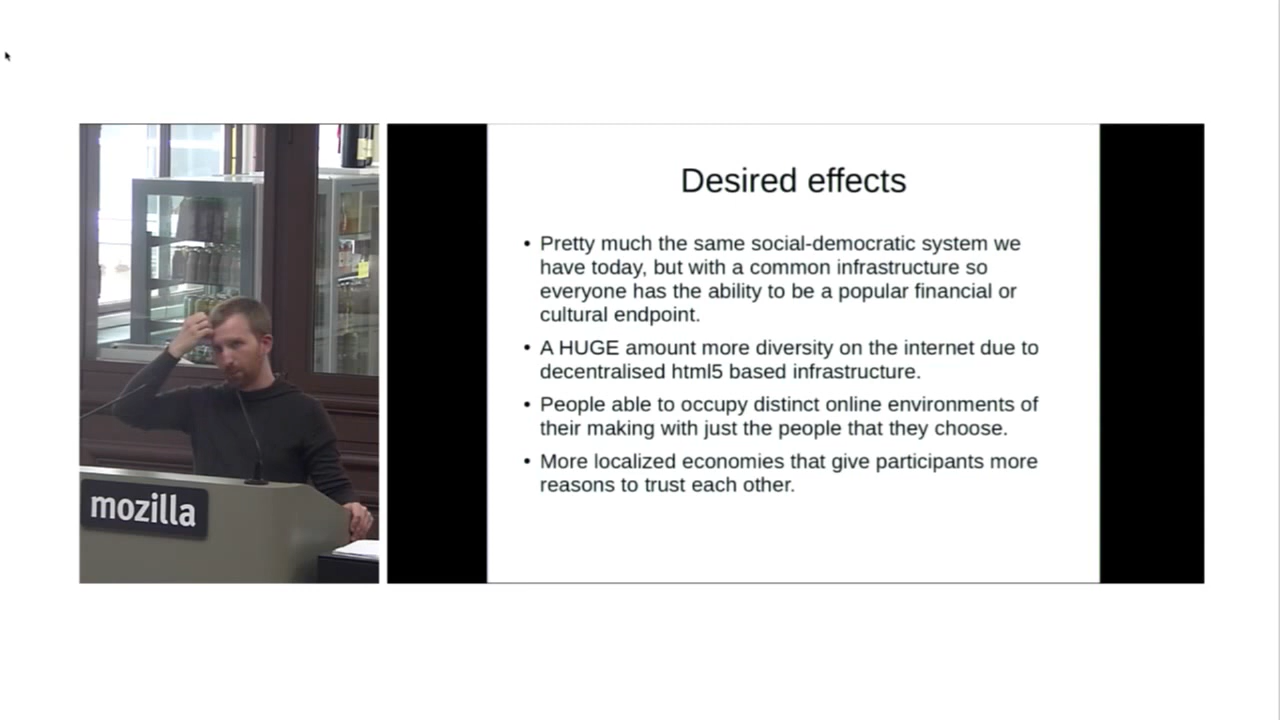 Desired effects
• Pretty much the same social-democratic system we
have today, but with a common infrastructure so
everyone has the ability to be a popular financial or
cultural endpoint.
• A HUGE amount more diversity on the internet due to
decentralised html5 based infrastructure.
• People able to occupy distinct online environments of
their making with just the people that they choose.
• More localized economies that give participants more
reasons to trust each other.
mozilla